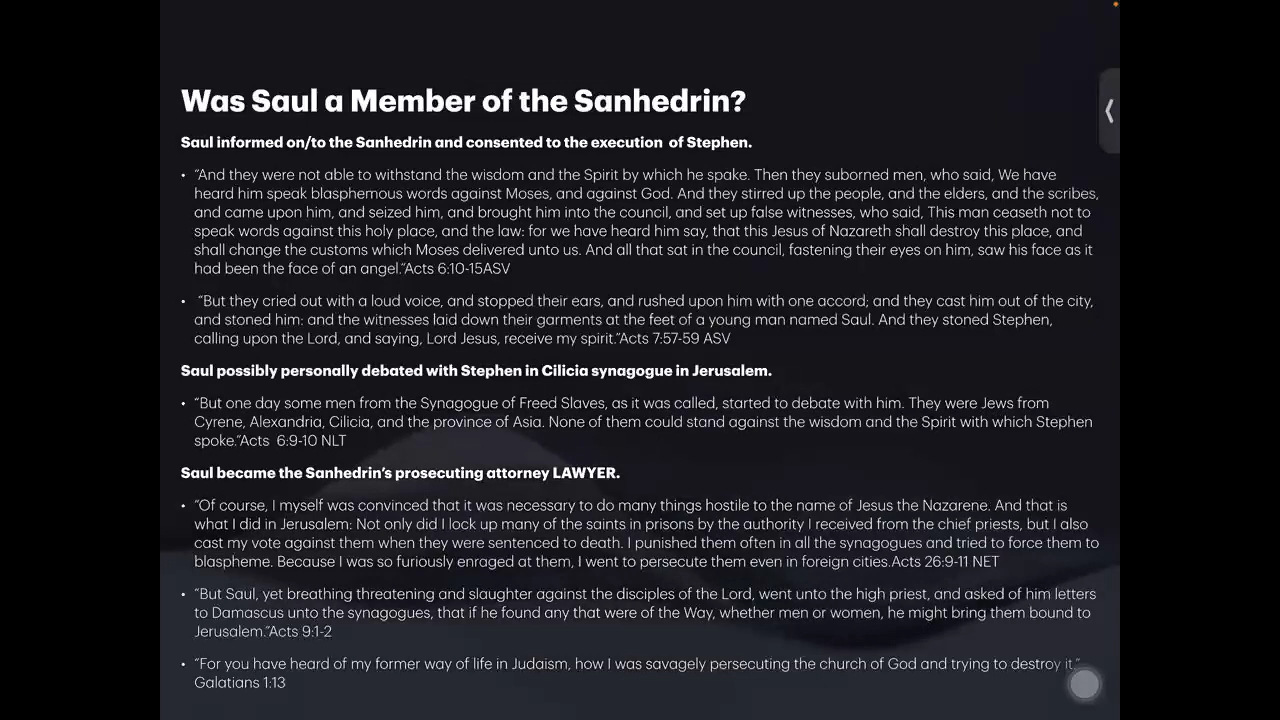 Was Saul a Member of the Sanhedrin?
Saul informed on/to the Sanhedrin and consented to the execution of Stephen.
• “And they were not able to withstand the wisdom and the Spirit by which he spake. Then they suborned men, who said, We have
heard him speak blasphemous words against Moses, and against God. And they stirred up the people, and the elders, and the scribes,
and came upon him, and seized him, and brought him into the council, and set up false witnesses, who said, This man ceaseth not to
speak words against this holy place, and the law: for we have heard him say, that this Jesus of Nazareth shall destroy this place, and
shall change the customs which Moses delivered unto us. And all that sat in the council, fastening their eyes on him, saw his face as it
had been the face of an angel.”Acts 6:10-15ASV
• “But they cried out with a loud voice, and stopped their ears, and rushed upon him with one accord; and they cast him out of the city,
and stoned him: and the witnesses laid down their garments at the feet of a young man named Saul. And they stoned Stephen,
calling upon the Lord, and saying, Lord Jesus, receive my spirit.”Acts 7:57-59 ASV
Saul possibly personally debated with Stephen in Cilicia synagogue in Jerusalem.
• “But one day some men from the Synagogue of Freed Slaves, as it was called, started to debate with him. They were Jews from
Cyrene, Alexandria, Cilicia, and the province of Asia. None of them could stand against the wisdom and the Spirit with which Stephen
spoke.”Acts 6:9-10 NLT
Saul became the Sanhedrin’s prosecuting attorney LAWYER.
• “Of course, I myself was convinced that it was necessary to do many things hostile to the name of Jesus the Nazarene. And that is
what I did in Jerusalem: Not only did I lock up many of the saints in prisons by the authority I received from the chief priests, but I also
cast my vote against them when they were sentenced to death. I punished them often in all the synagogues and tried to force them to
blaspheme. Because I was so furiously enraged at them, I went to persecute them even in foreign cities.Acts 26:9-11 NET
• “But Saul, yet breathing threatening and slaughter against the disciples of the Lord, went unto the high priest, and asked of him letters
to Damascus unto the synagogues, that if he found any that were of the Way, whether men or women, he might bring them bound to
Jerusalem.”Acts 9:1-2
• “For you have heard of my former way of life in Judaism, how I was savagely persecuting the church of God and trying to destroy it.”
Galatians 1:13